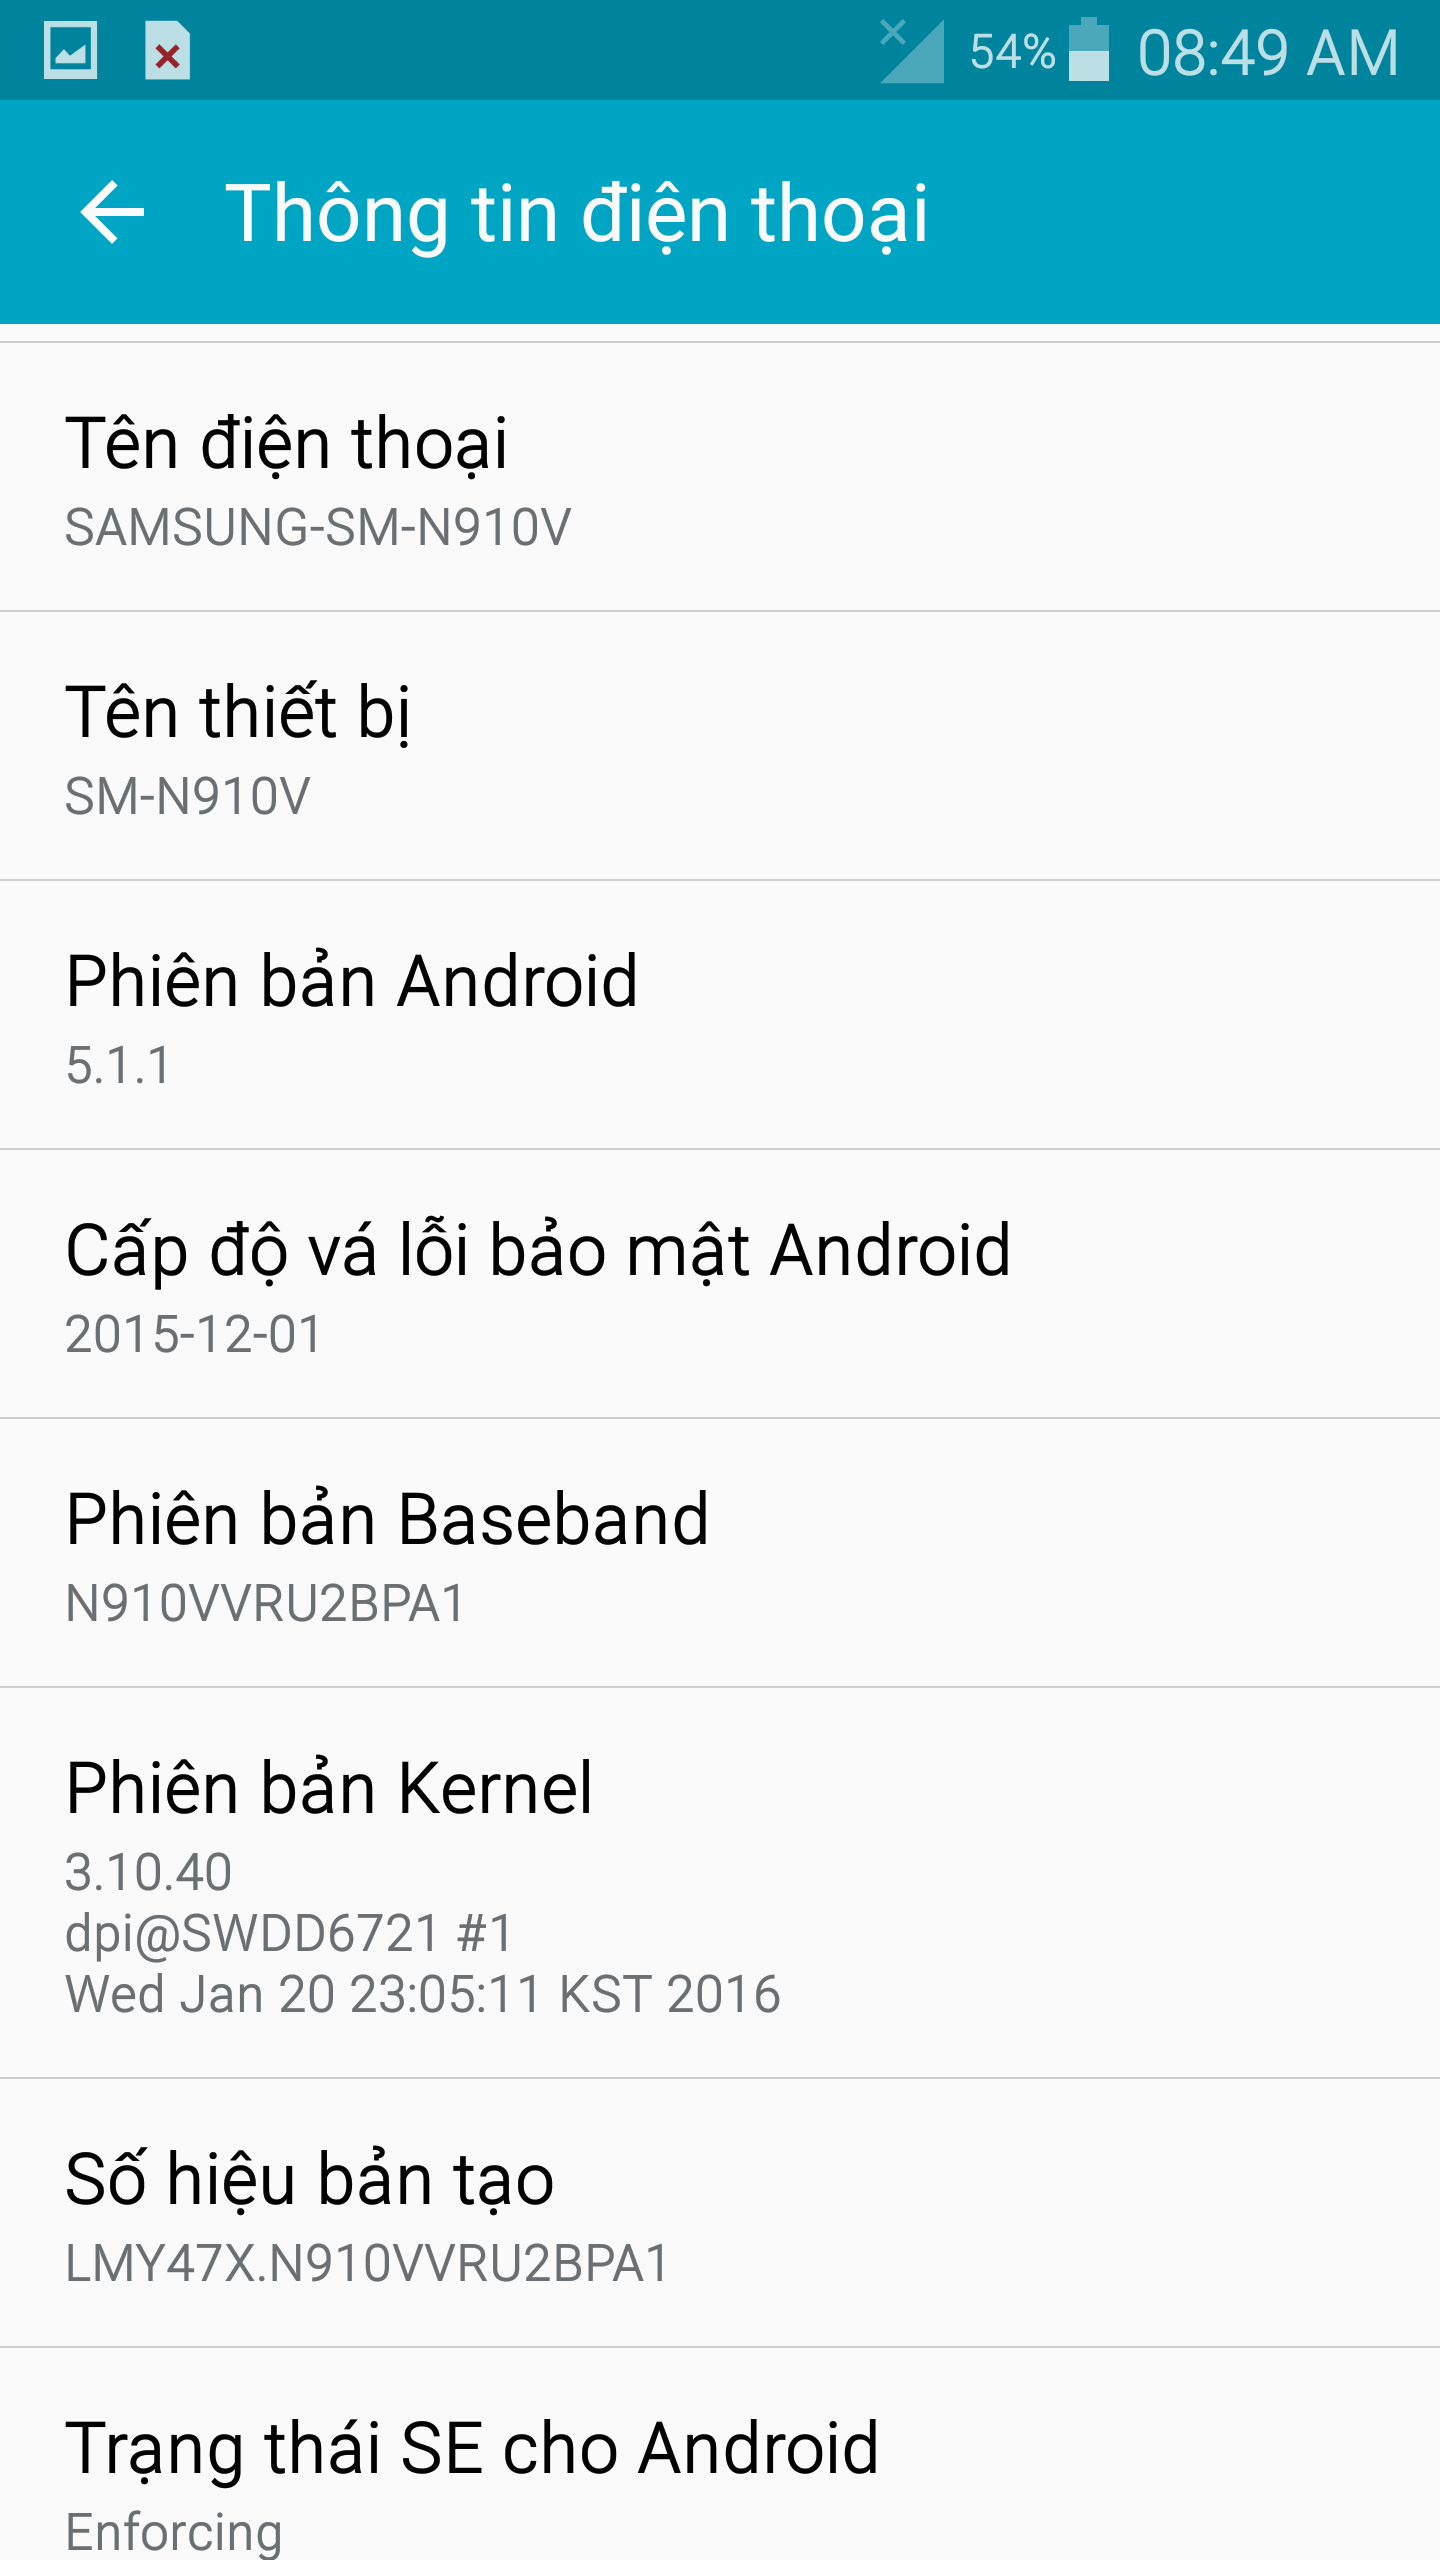 54% 08:49 AM
Thông tin điện thoại
Tên điện thoại
SAMSUNG-SM-N910V
Tên thiết bị
SM-N910V
Phiên bản Android
5.1.1
Cấp độ vá lỗi bảo mật Android
2015-12-01
Phiên bản Baseband
N910VVRU2BPA1
Phiên bản Kernel
3.10.40
dpi@SWDD6721 #1
Wed Jan 20 23:05:11 KST 2016
Số hiệu bản tạo
LMY47X.N910VVRU2BPA1
Trạng thái SE cho Android
Enforcing